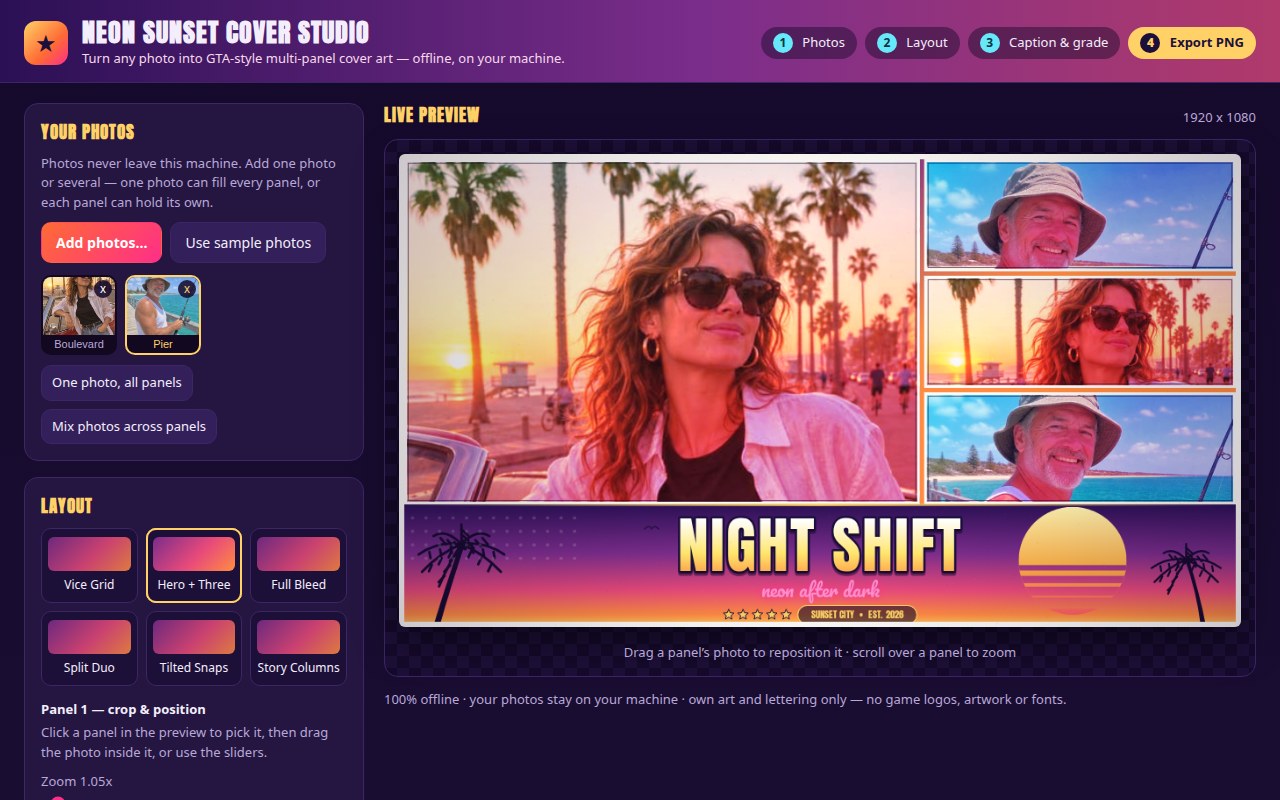 NEON SUNSET COVER STUDIO
Turn any photo into GTA-style multi-panel cover art — offline, on your machine.
1 Photos
2 Layout
3 Caption & grade
4 Export PNG
YOUR PHOTOS
Photos never leave this machine. Add one photo
or several — one photo can fill every panel, or
each panel can hold its own.
Add photos...
Use sample photos
X
X
Boulevard
Pier
One photo, all panels
Mix photos across panels
LAYOUT
Vice Grid
Hero + Three
Full Bleed
Split Duo
Tilted Snaps
Story Columns
Panel 1 — crop & position
Click a panel in the preview to pick it, then drag
the photo inside it, or use the sliders.
Zoom 1.05x
LIVE PREVIEW
1920 x 1080
NIGHT SHIFT
neon after dark
SUNSET CITY • EST. 2026
Drag a panel's photo to reposition it · scroll over a panel to zoom
100% offline · your photos stay on your machine · own art and lettering only — no game logos, artwork or fonts.